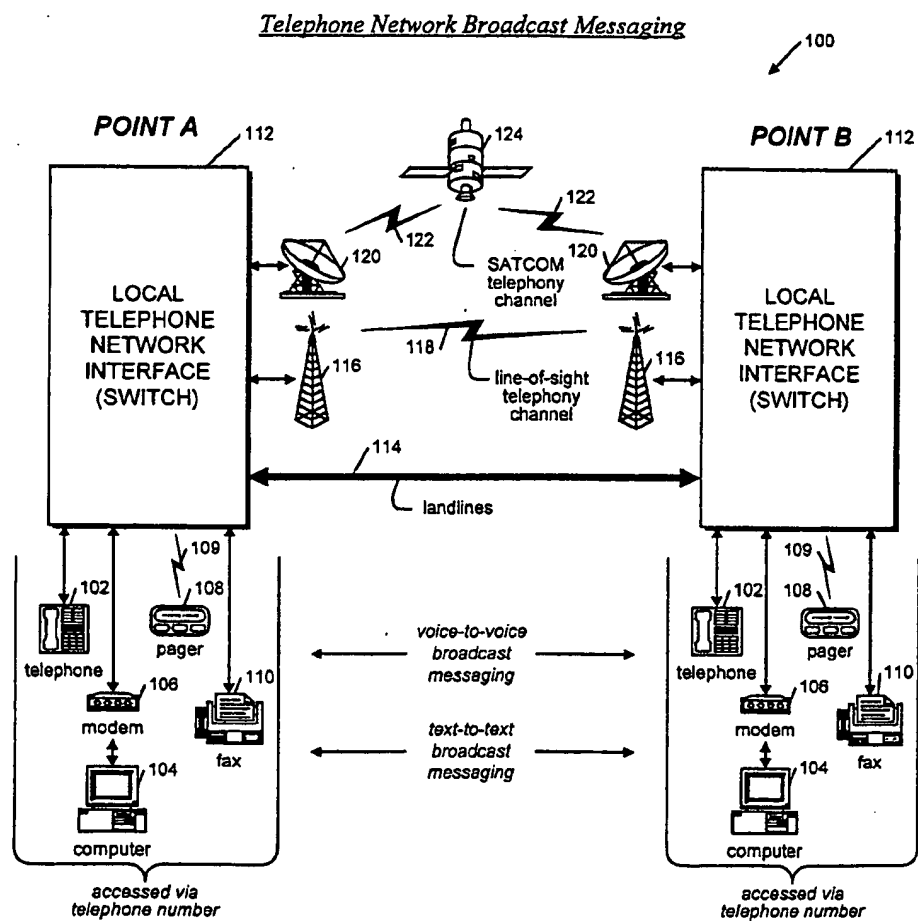 Telephone Network Broadcast Messaging
100
POINT A
112
124
POINT B
112
122
122
120
120
SATCOM
telephony
channel
LOCAL
TELEPHONE
NETWORK
INTERFACE
(SWITCH)
LOCAL
TELEPHONE
NETWORK
INTERFACE
(SWITCH)
118
116
116
line-of-sight
telephony
channel
114
landlines
109
109
102
108
102
108
telephone
pager
telephone
pager
voice-to-voice
broadcast
messaging
106
110
106
110
modem
modem
fax
fax
text-to-text
broadcast
messaging
104
104
computer
computer
accessed via
telephone number
accessed via
telephone number